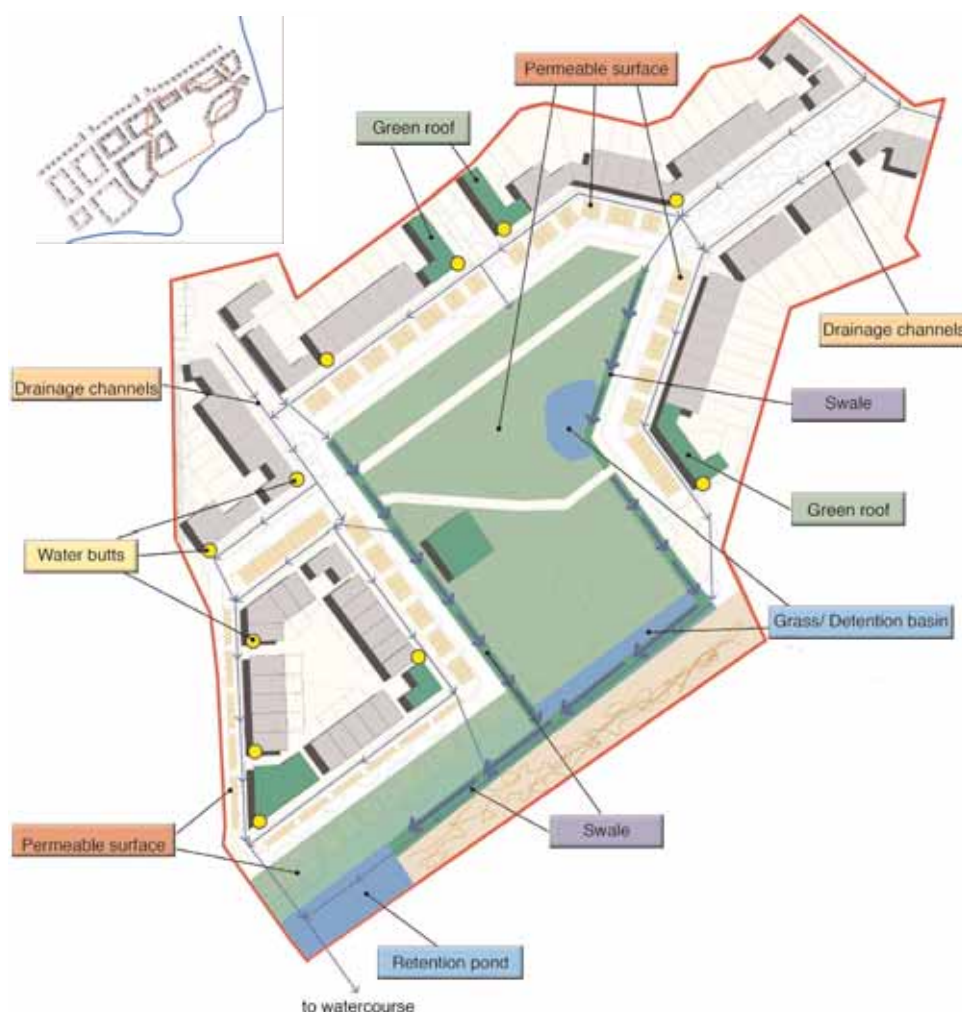 Permeable surface
Green roof
Drainage channels
Drainage channels
Swale
Green roof
Water butts
Grass/ Detention basin
Swale
Permeable surface
Retention pond
to watercourse